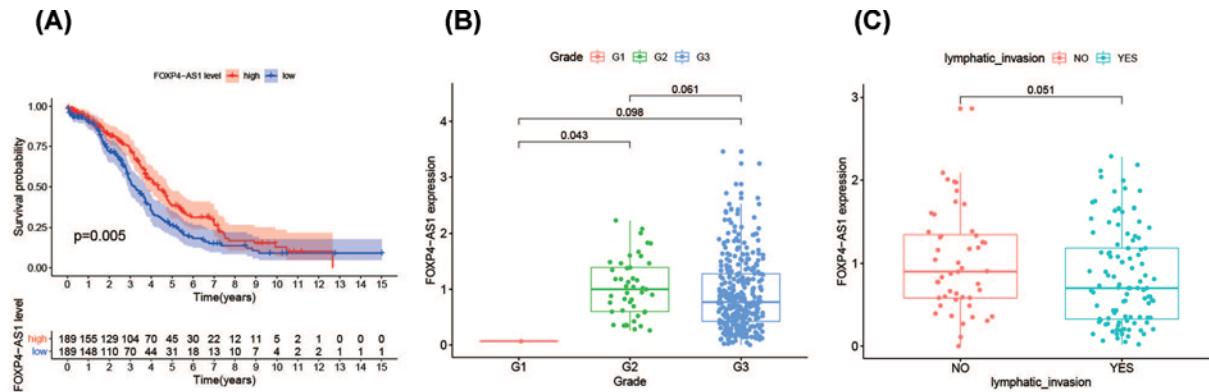 (A)
FOXP4-AS1 level high low
Survival probability
1.00
0.75
0.50
0.25
0.00
p=0.005
0 1 2 3 4 5 6 7 8 9 10 11 12 13 14 15
Time(years)
FOXP4-AS1 level
high 189 155 129 104 70 45 30 22 12 11 5 2 1 0 0 0
low 189 148 110 70 44 31 18 13 10 7 4 2 2 1 1 1
0 1 2 3 4 5 6 7 8 9 10 11 12 13 14 15
Time(years)
(B)
Grade G1 G2 G3
FOXP4-AS1 expression
4
3
2
1
0
0.061
0.098
0.043
G1 G2 G3
Grade
(C)
lymphatic_invasion NO YES
FOXP4-AS1 expression
3
2
1
0
0.051
NO YES
lymphatic_invasion